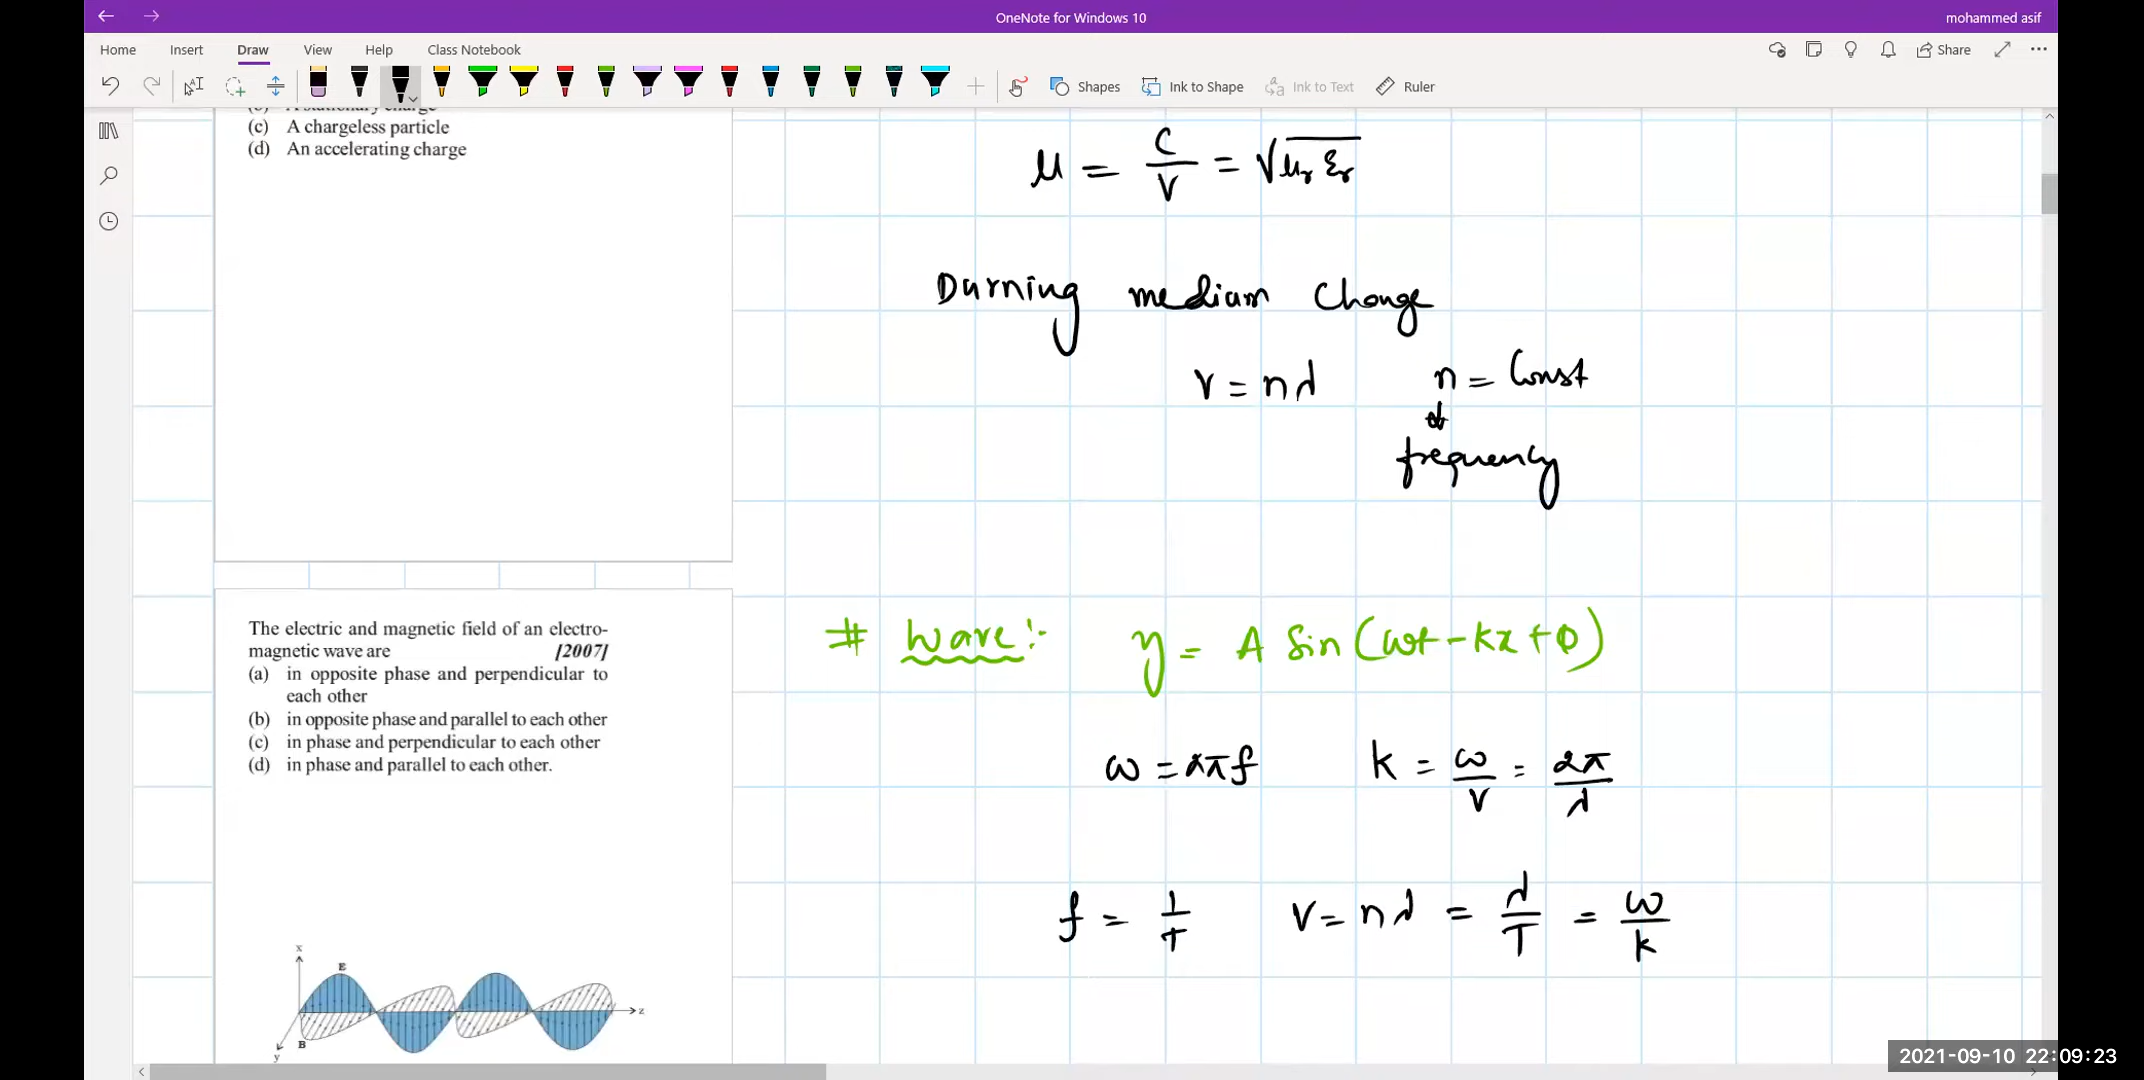 OneNote for Windows 10
mohammed asif
Home Insert Draw View Help Class Notebook
Share
Shapes Ink to Shape Ink to Text Ruler
(b) A stationary charge
(c) A chargeless particle
(d) An accelerating charge
μ = C/V = √μr εr
Durning medium Change
v = nλ n = Const
frequency
The electric and magnetic field of an electro-
magnetic wave are [2007]
(a) in opposite phase and perpendicular to
each other
(b) in opposite phase and parallel to each other
(c) in phase and perpendicular to each other
(d) in phase and parallel to each other.
x
E
z
B
y
# Wave :- y = A Sin (ωt - kx + Φ)
ω = 2πf k = ω/v = 2π/λ
f = 1/T v = nλ = λ/T = ω/k
2021-09-10 22:09:23